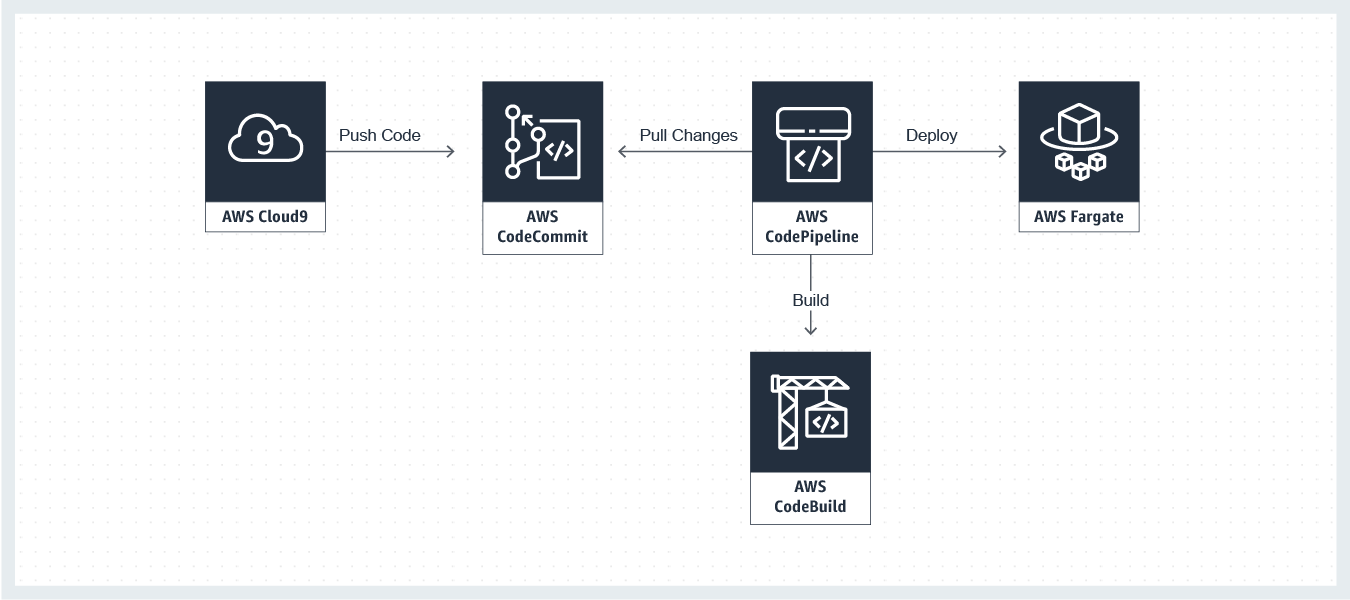 9
Push Code
Pull Changes
Deploy
</>
</>
AWS Cloud9
AWS
CodeCommit
AWS
CodePipeline
AWS Fargate
Build
</>
AWS
CodeBuild